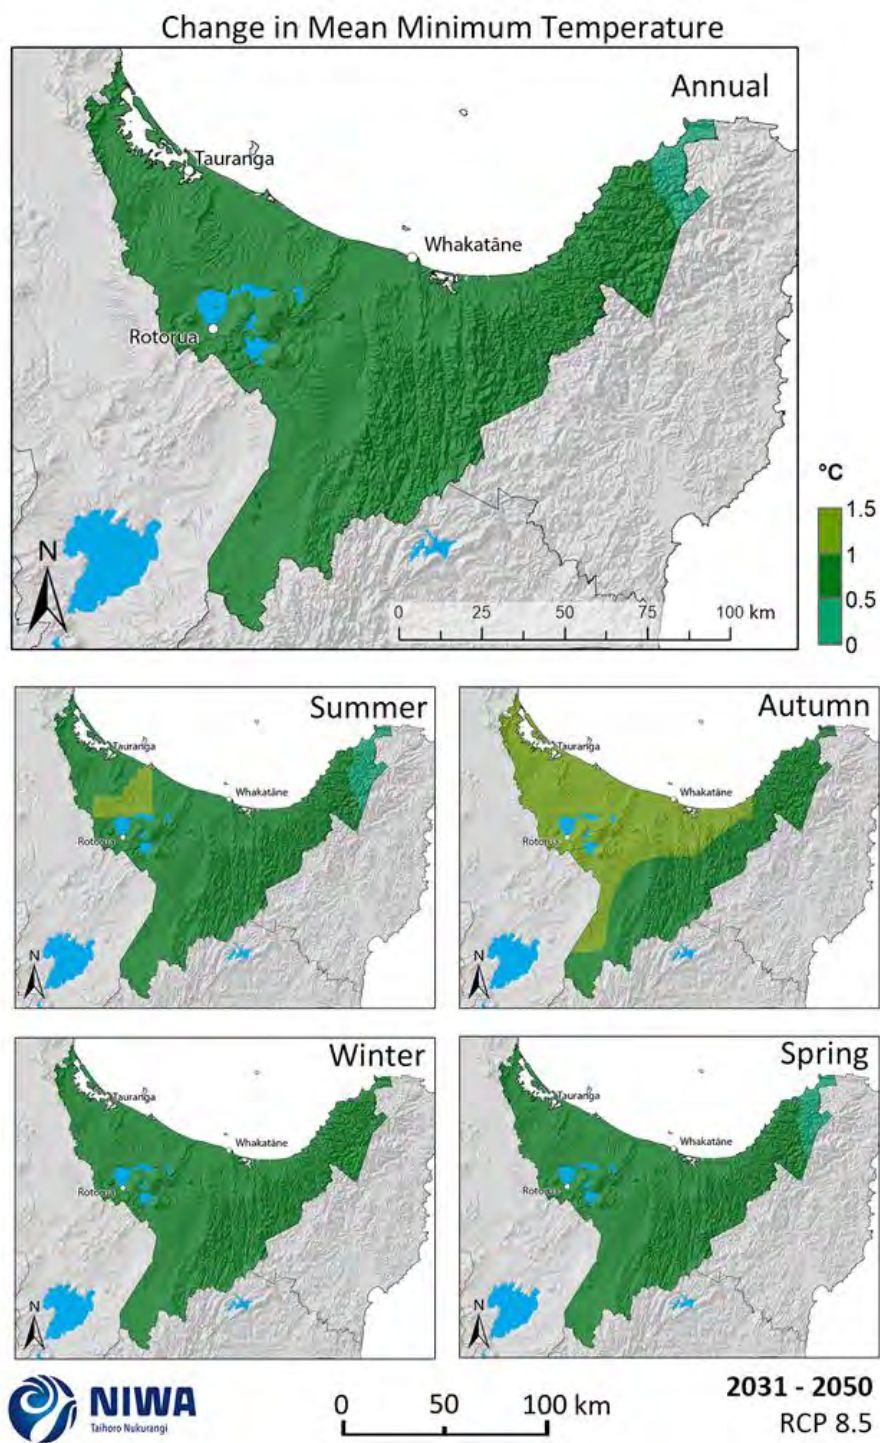 Change in Mean Minimum Temperature
Annual
Tauranga
Whakatāne
Rotorua
°C
1.5
1
0.5
0
N
0 25 50 75 100 km
Summer
Tauranga
Whakatāne
Rotorua
N
Autumn
Tauranga
Whakatāne
Rotorua
N
Winter
Tauranga
Whakatāne
Rotorua
N
Spring
Tauranga
Whakatāne
Rotorua
N
NIWA
Taihoro Nukurangi
0 50 100 km
2031 - 2050
RCP 8.5